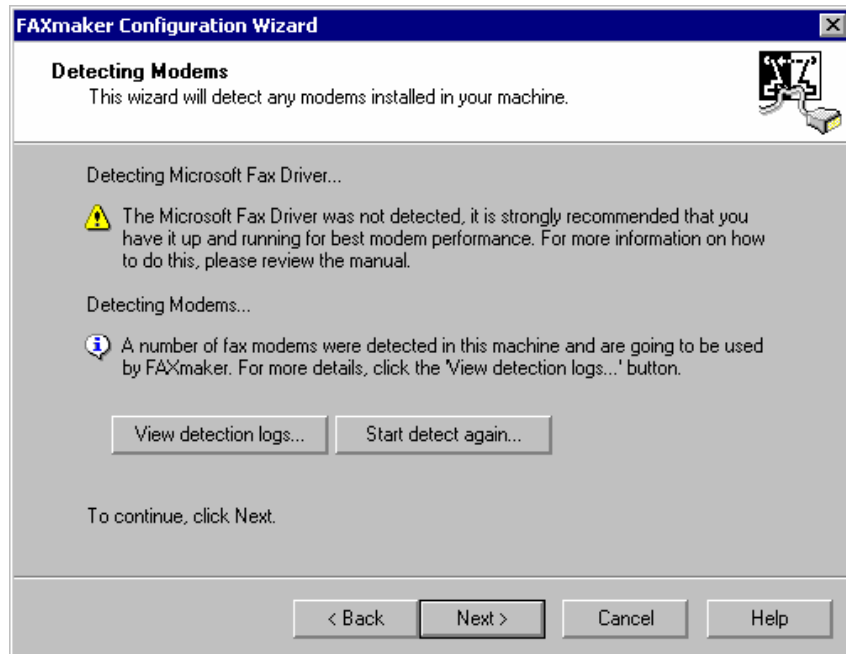 FAXmaker Configuration Wizard
Detecting Modems
This wizard will detect any modems installed in your machine.
Detecting Microsoft Fax Driver...
The Microsoft Fax Driver was not detected, it is strongly recommended that you
have it up and running for best modem performance. For more information on how
to do this, please review the manual.
Detecting Modems...
A number of fax modems were detected in this machine and are going to be used
by FAXmaker. For more details, click the 'View detection logs...' button.
View detection logs...
Start detect again...
To continue, click Next.
< Back
Next >
Cancel
Help